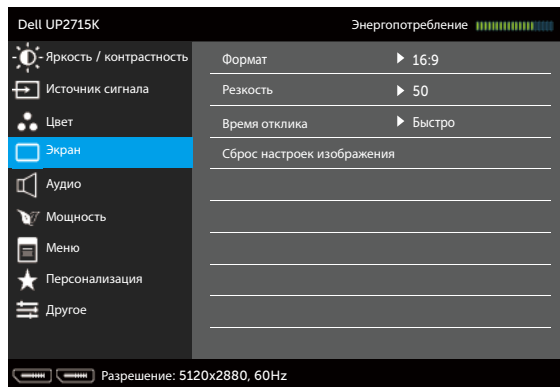 Dell UP2715K Энергопотребление
Яркость / контрастность
Источник сигнала
Цвет
Экран
Аудио
Мощность
Меню
Персонализация
Другое
Формат 16:9
Резкость 50
Время отклика Быстро
Сброс настроек изображения
Разрешение: 5120x2880, 60Hz